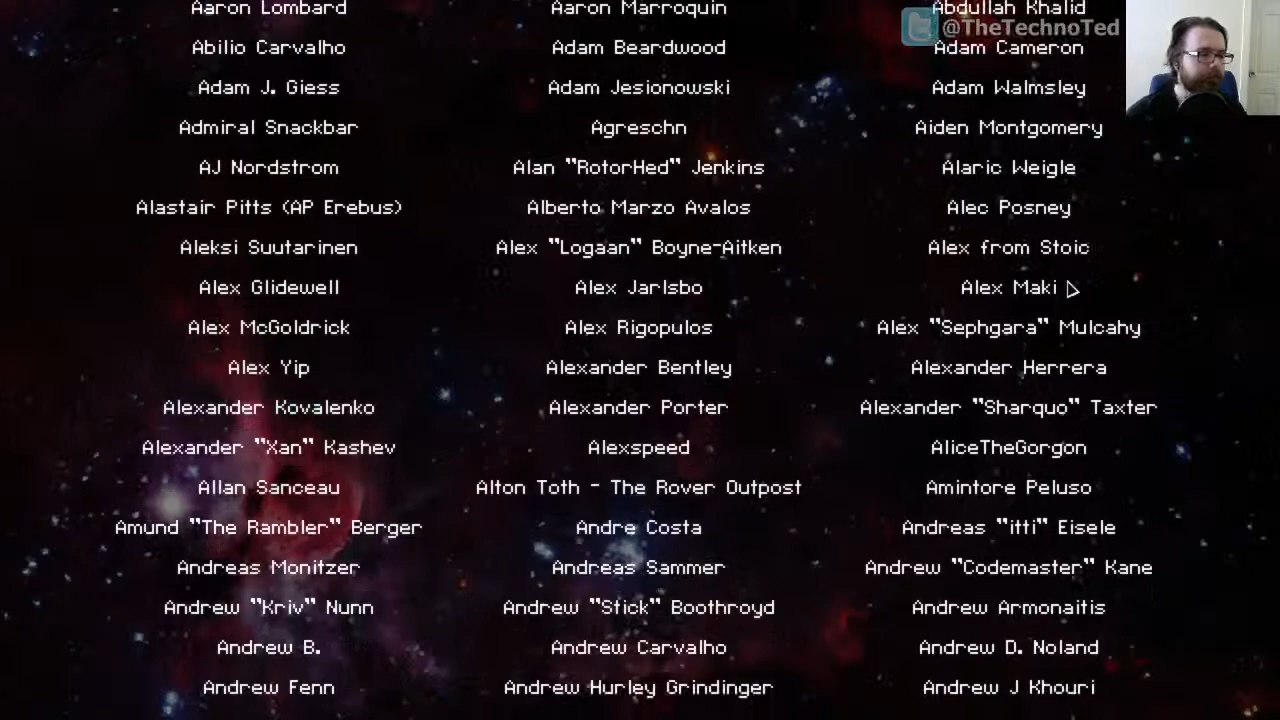 Aaron Lombard Aaron Marroquin Abdullah Khalid
@TheTechnoTed
Abilio Carvalho Adam Beardwood Adam Cameron
Adam J. Giess Adam Jesionowski Adam Walmsley
Admiral Snackbar Agreschn Aiden Montgomery
AJ Nordstrom Alan "RotorHed" Jenkins Alaric Weigle
Alastair Pitts (AP Erebus) Alberto Marzo Avalos Alec Posney
Aleksi Suutarinen Alex "Logaan" Boyne-Aitken Alex from Stoic
Alex Glidewell Alex Jarlsbo Alex Maki
Alex McGoldrick Alex Rigopulos Alex "Sephgara" Mulcahy
Alex Yip Alexander Bentley Alexander Herrera
Alexander Kovalenko Alexander Porter Alexander "Sharquo" Taxter
Alexander "Xan" Kashev Alexspeed AliceTheGorgon
Allan Sanceau Alton Toth - The Rover Outpost Amintore Peluso
Amund "The Rambler" Berger Andre Costa Andreas "itti" Eisele
Andreas Monitzer Andreas Sammer Andrew "Codemaster" Kane
Andrew "Kriv" Nunn Andrew "Stick" Boothroyd Andrew Armonaitis
Andrew B. Andrew Carvalho Andrew D. Noland
Andrew Fenn Andrew Hurley Grindinger Andrew J Khouri